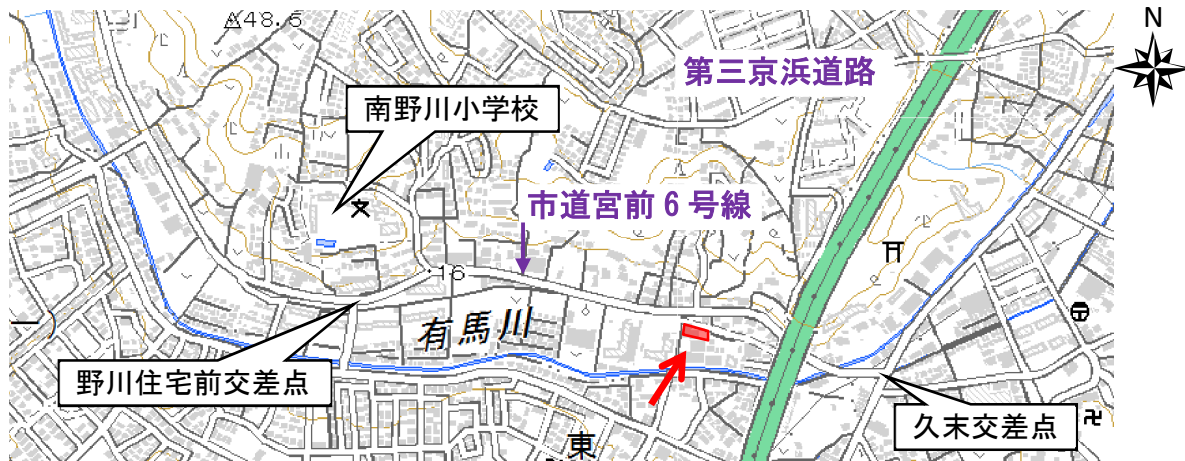 N
48.5
第三京浜道路
南野川小学校
文
市道宮前6号線
16
有馬川
野川住宅前交差点
久末交差点
東